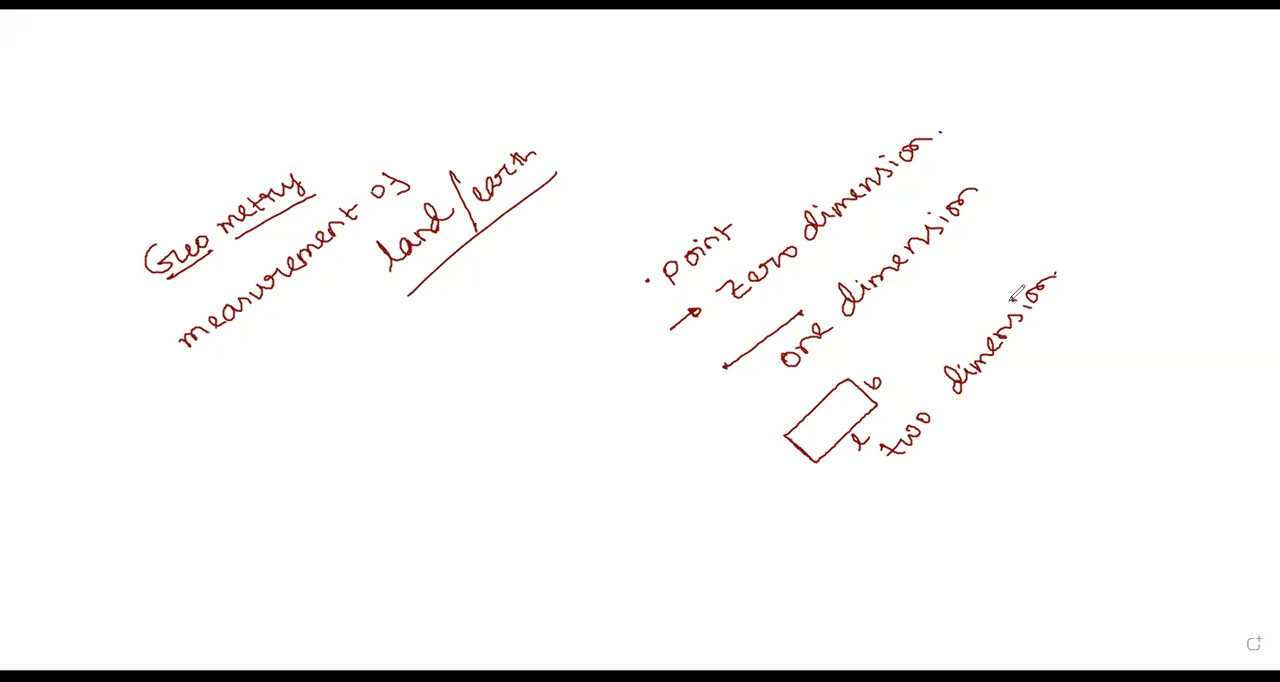 Geo metry
measurement of
land/earth
. point
→ Zero dimension.
one dimension
b
l
two dimension.